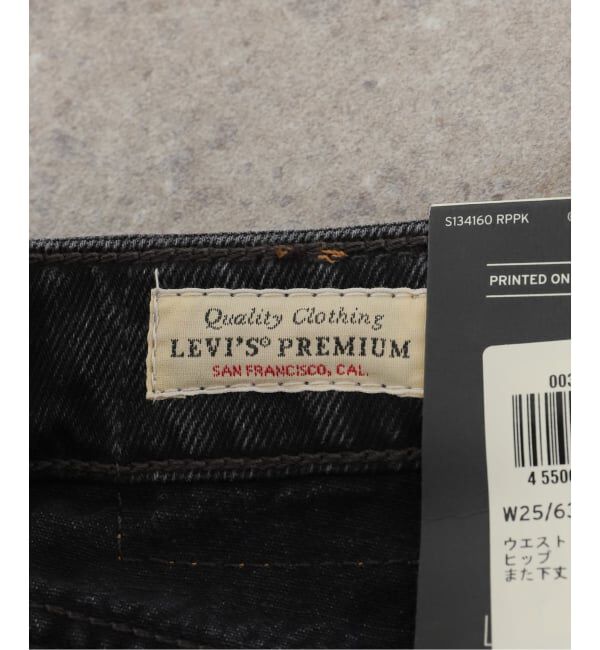 Quality Clothing
LEVI'S® PREMIUM
SAN FRANCISCO, CAL.
S134160 RPPK
PRINTED ON
003
4 5500
W25/63
ウエスト
ヒップ
また下丈
L